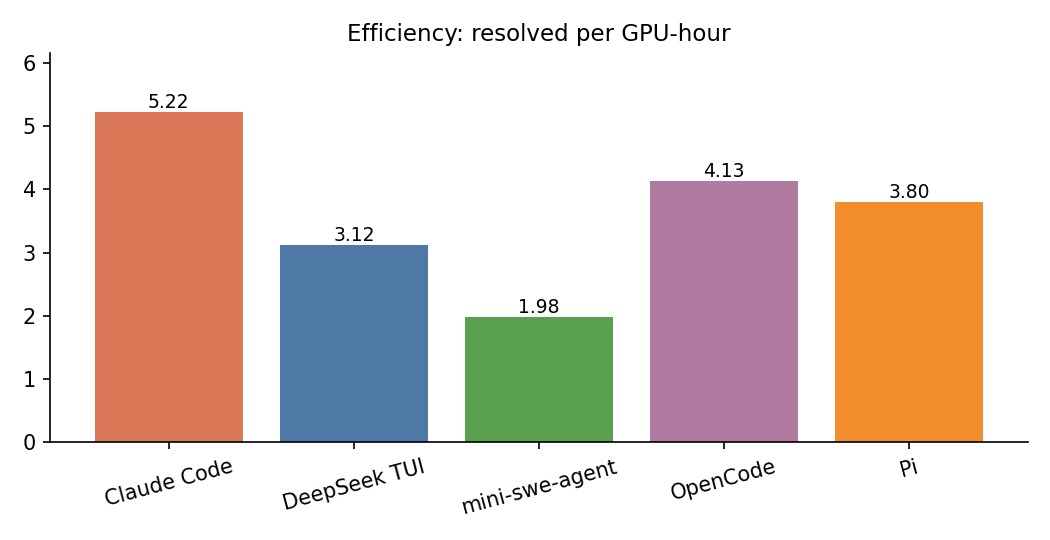 Efficiency: resolved per GPU-hour
6
5
4
3
2
1
0
5.22
3.12
1.98
4.13
3.80
Claude Code
DeepSeek TUI
mini-swe-agent
OpenCode
Pi